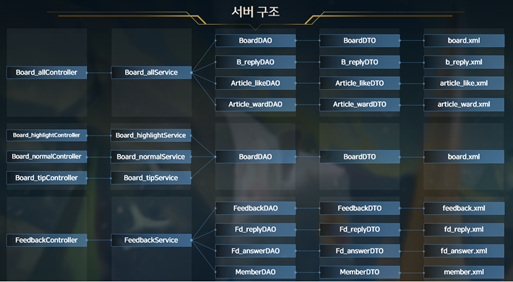 서버 구조
BoardDAO BoardDTO board.xml
B_replyDAO B_replyDTO b_reply.xml
Board_allController Board_allService
Article_likeDAO Article_likeDTO article_like.xml
Article_wardDAO Article_wardDTO article_ward.xml
Board_highlightController Board_highlightService
Board_normalController Board_normalService BoardDAO BoardDTO board.xml
Board_tipController Board_tipService
FeedbackDAO FeedbackDTO feedback.xml
Fd_replyDAO Fd_replyDTO fd_reply.xml
FeedbackController FeedbackService
Fd_answerDAO Fd_answerDTO fd_answer.xml
MemberDAO MemberDTO member.xml